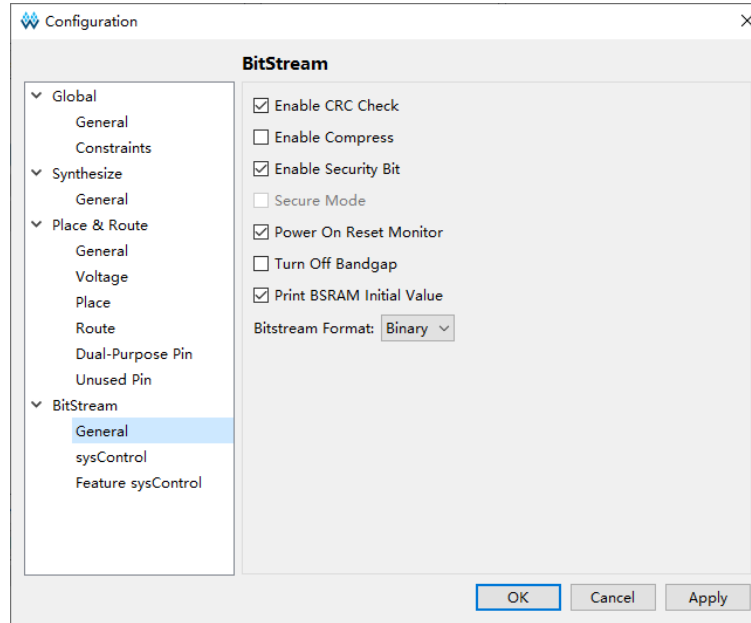 Configuration
BitStream
Global
General
Constraints
Synthesize
General
Place & Route
General
Voltage
Place
Route
Dual-Purpose Pin
Unused Pin
BitStream
General
sysControl
Feature sysControl
Enable CRC Check
Enable Compress
Enable Security Bit
Secure Mode
Power On Reset Monitor
Turn Off Bandgap
Print BSRAM Initial Value
Bitstream Format: Binary
OK Cancel Apply